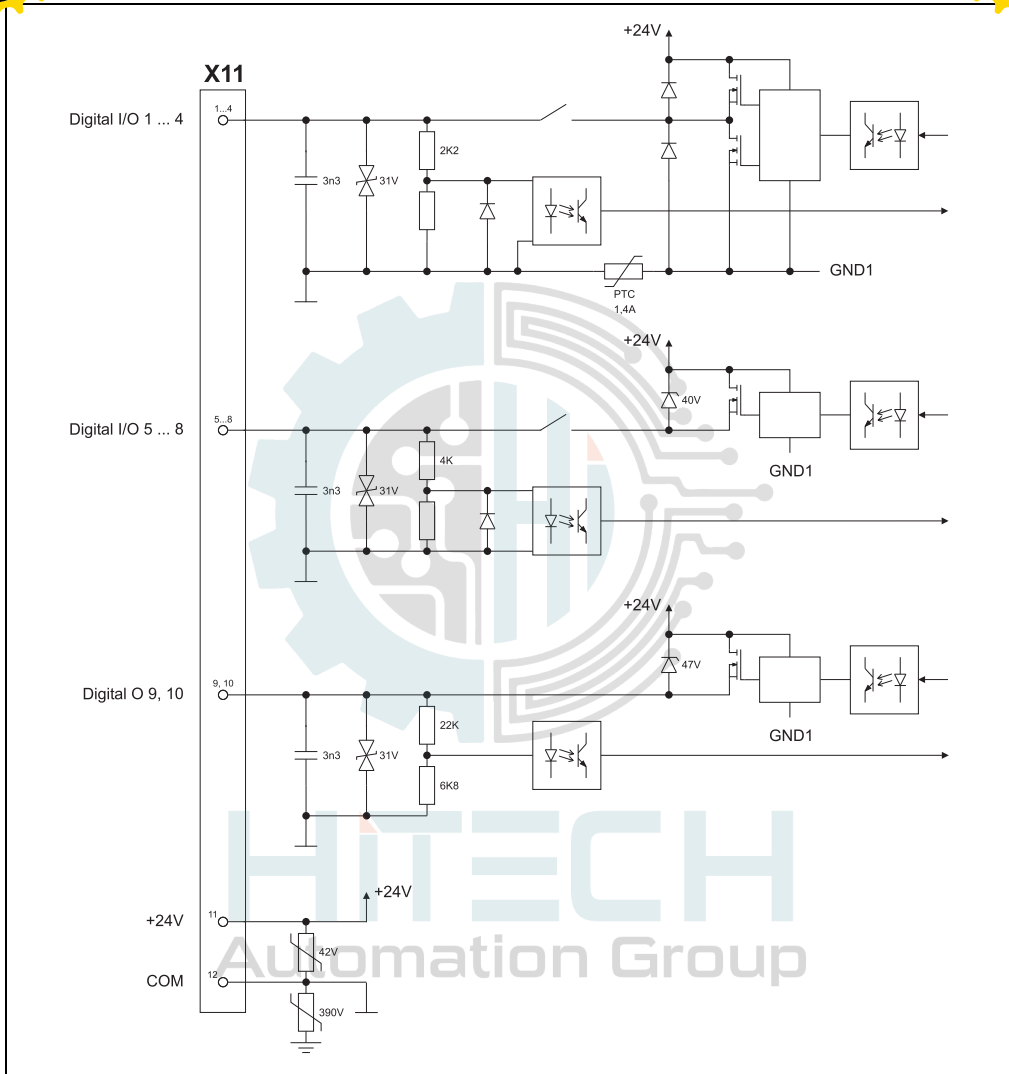 +24V
X11
Digital I/O 1 ... 4
1...4
2K2
3n3
31V
GND1
PTC
1,4A
+24V
40V
Digital I/O 5 ... 8
5...8
4K
GND1
3n3
31V
+24V
47V
Digital O 9, 10
9, 10
22K
GND1
3n3
31V
6K8
HiTECH
+24V
+24V
11
Automation Group
42V
COM
12
390V